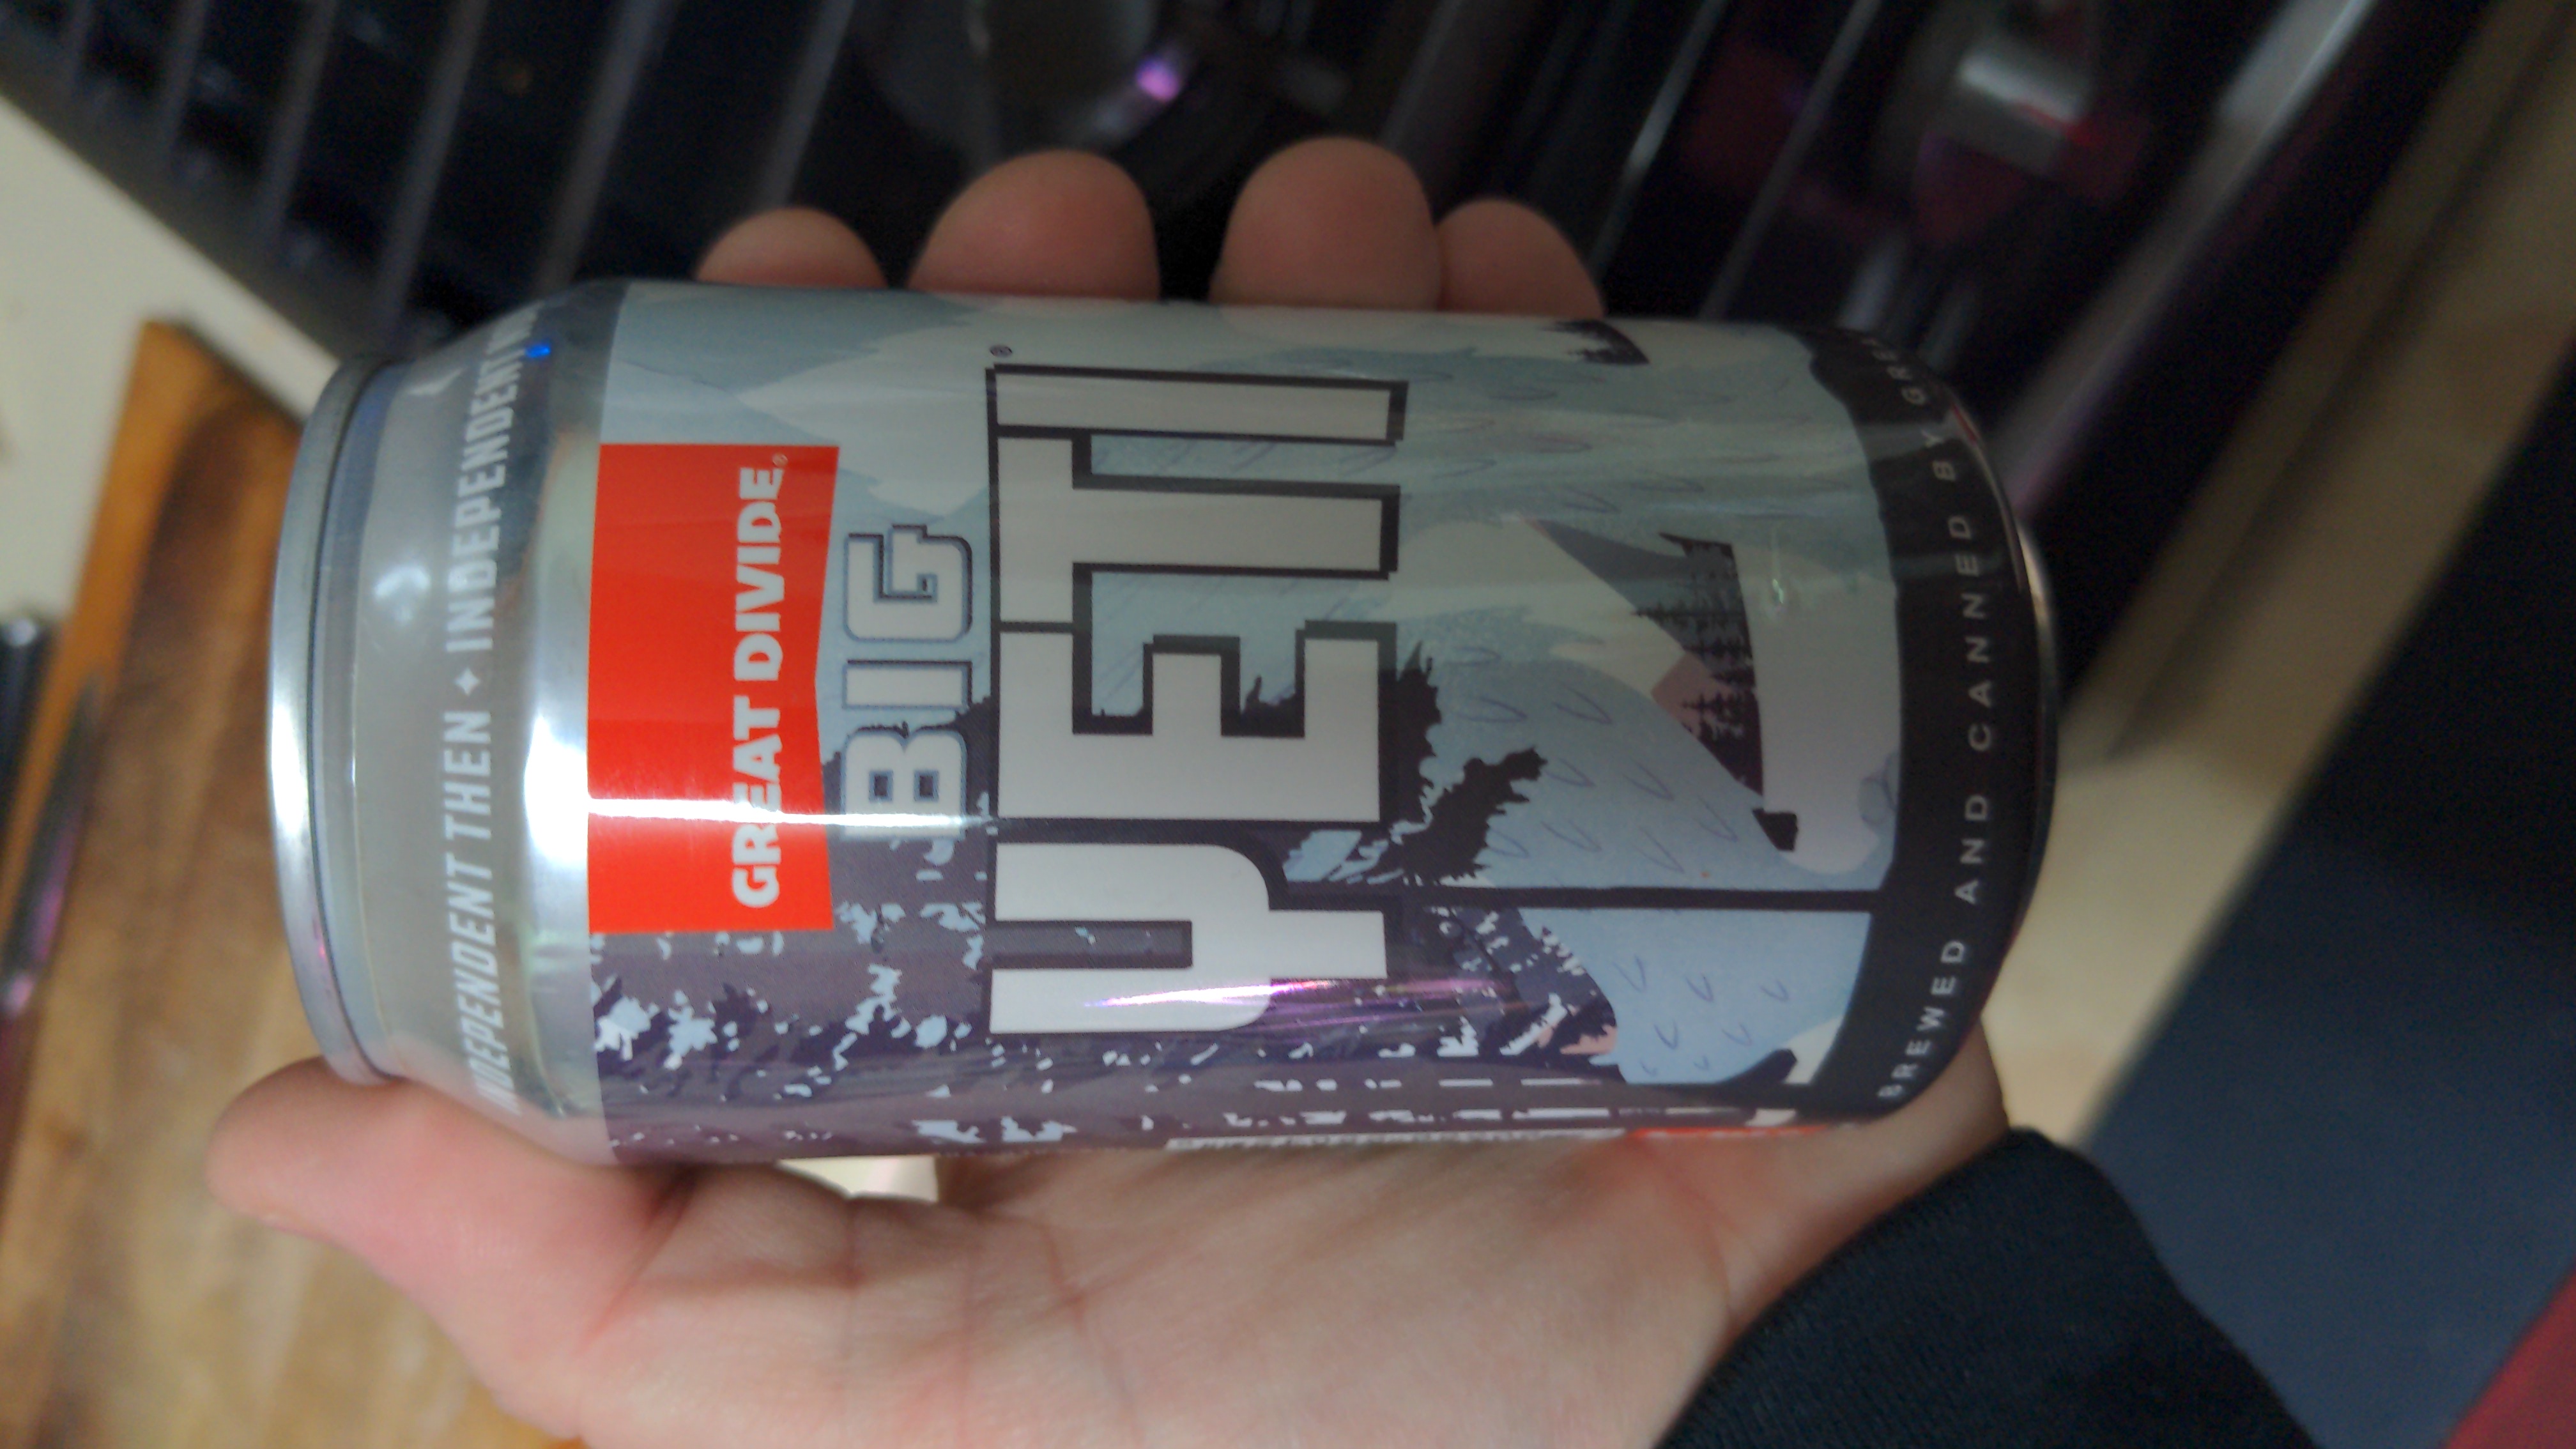 INDEPENDENT THEN ✦ INDEPENDENT
GREAT DIVIDE®
BIG
YETI®
BREWED AND CANNED BY